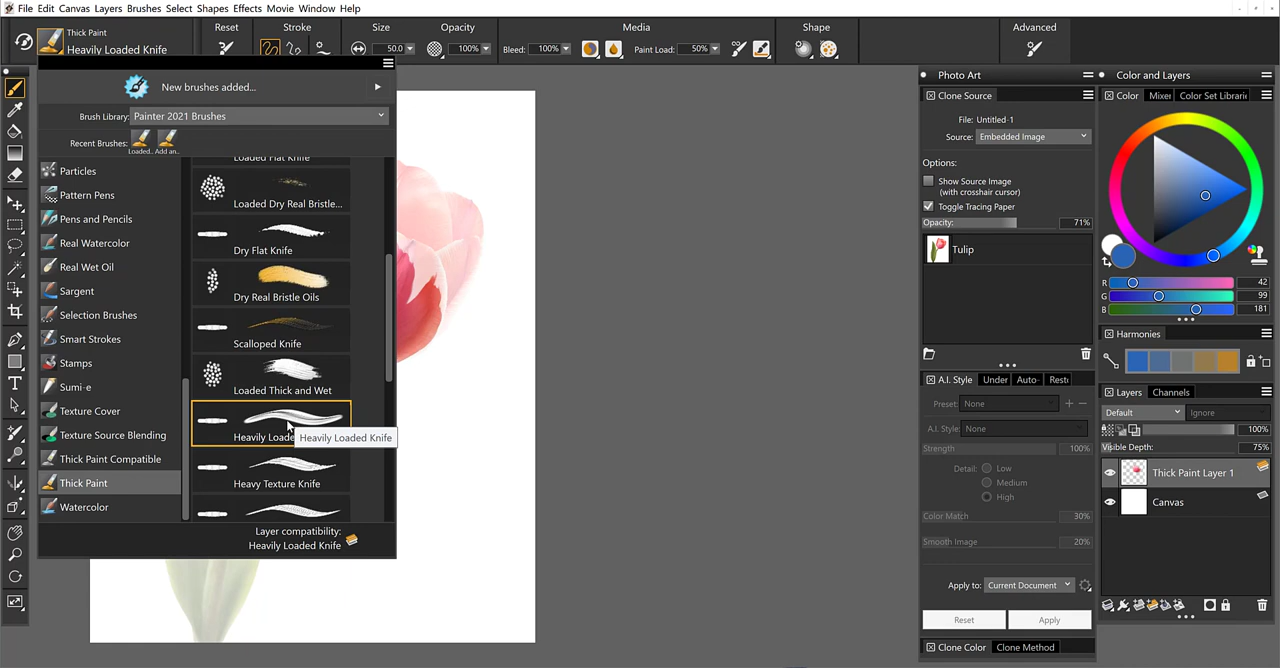 File Edit Canvas Layers Brushes Select Shapes Effects Movie Window Help
Thick Paint
Heavily Loaded Knife
Reset
Stroke
Size
50.0
Opacity
100%
Media
Bleed: 100%
Paint Load: 50%
Shape
Advanced
New brushes added...
Brush Library: Painter 2021 Brushes
Recent Brushes:
Loaded.. Add an..
Particles
Pattern Pens
Pens and Pencils
Real Watercolor
Real Wet Oil
Sargent
Selection Brushes
Smart Strokes
Stamps
Sumi-e
Texture Cover
Texture Source Blending
Thick Paint Compatible
Thick Paint
Watercolor
Loaded Flat Knife
Loaded Dry Real Bristle...
Dry Flat Knife
Dry Real Bristle Oils
Scalloped Knife
Loaded Thick and Wet
Heavily Loade
Heavily Loaded Knife
Heavy Texture Knife
Layer compatibility:
Heavily Loaded Knife
Photo Art
Clone Source
File: Untitled-1
Source: Embedded Image
Options:
Show Source Image
(with crosshair cursor)
Toggle Tracing Paper
Opacity: 71%
Tulip
A.I. Style Under Auto- Rest
Preset: None
A.I. Style: None
Strength 100%
Detail: Low
Medium
High
Color Match 30%
Smooth Image 20%
Apply to: Current Document
Reset Apply
Clone Color Clone Method
Color and Layers
Color Mixer Color Set Librari
R 42
G 99
B 181
Harmonies
Layers Channels
Default Ignore
100%
Visible Depth: 75%
Thick Paint Layer 1
Canvas